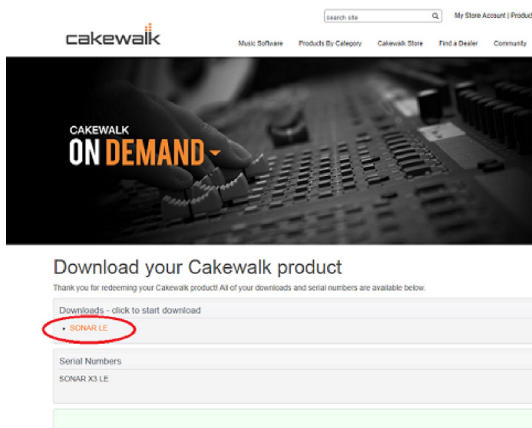 search site
My Store Account | Product
cakewalk
Music Software
Products By Category
Cakewalk Store
Find a Dealer
Community
CAKEWALK
ON DEMAND
Download your Cakewalk product
Thank you for redeeming your Cakewalk product! All of your downloads and serial numbers are available below.
Downloads - click to start download
• SONAR LE
Serial Numbers
SONAR X3 LE